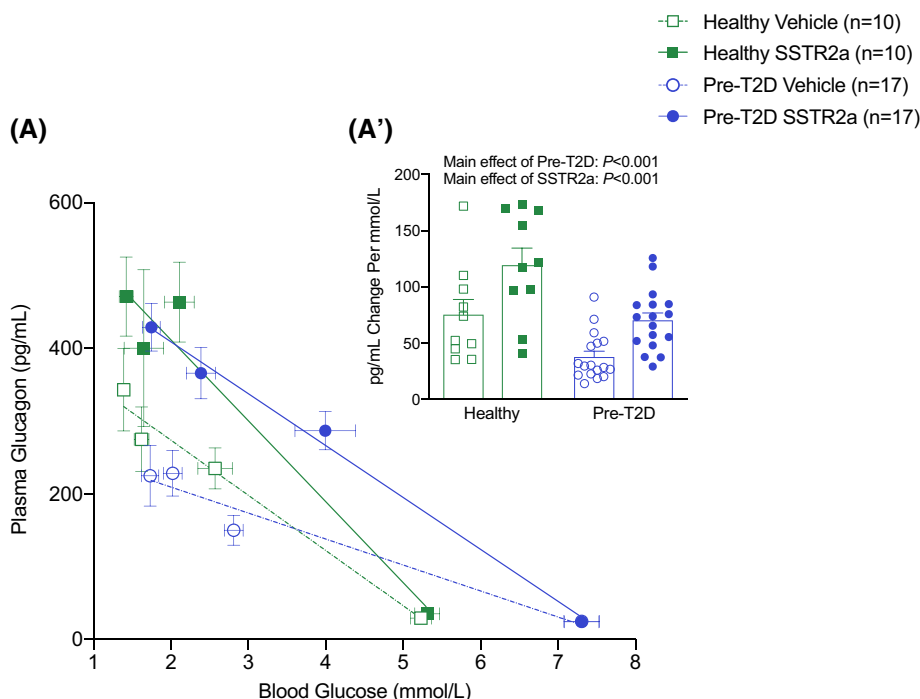 Healthy Vehicle (n=10)
Healthy SSTR2a (n=10)
Pre-T2D Vehicle (n=17)
Pre-T2D SSTR2a (n=17)
(A)
(A')
Main effect of Pre-T2D: P<0.001
Main effect of SSTR2a: P<0.001
200
150
100
50
0
pg/mL Change Per mmol/L
Healthy
Pre-T2D
600
400
200
0
Plasma Glucagon (pg/mL)
1 2 3 4 5 6 7 8
Blood Glucose (mmol/L)